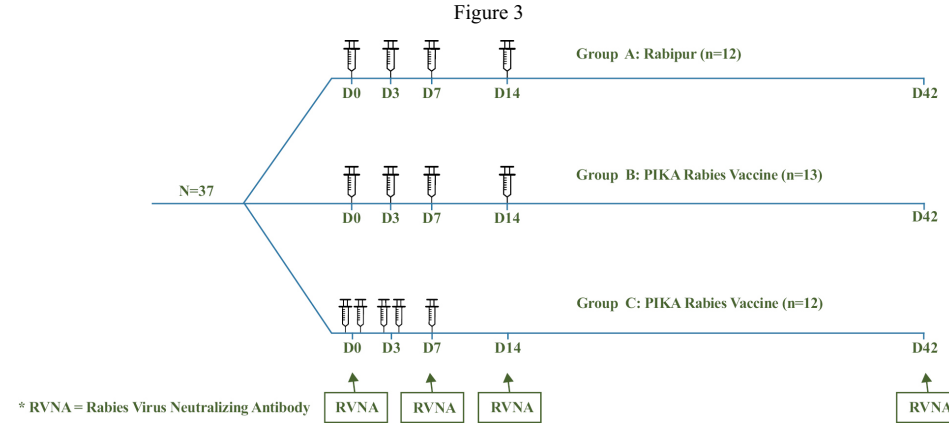 Figure 3
Group A: Rabipur (n=12)
D0 D3 D7 D14 D42
N=37
Group B: PIKA Rabies Vaccine (n=13)
D0 D3 D7 D14 D42
Group C: PIKA Rabies Vaccine (n=12)
D0 D3 D7 D14 D42
* RVNA = Rabies Virus Neutralizing Antibody RVNA RVNA RVNA RVNA